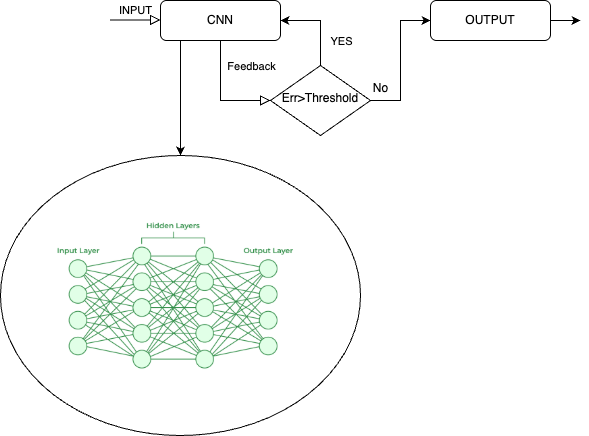 INPUT
CNN
OUTPUT
YES
Feedback
Err>Threshold
No
Hidden Layers
Input Layer
Output Layer